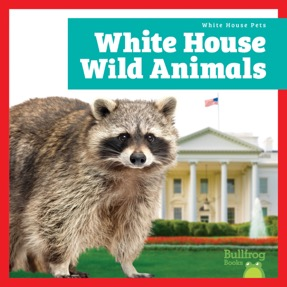 White House Pets
White House
Wild Animals
Bullfrog
Books